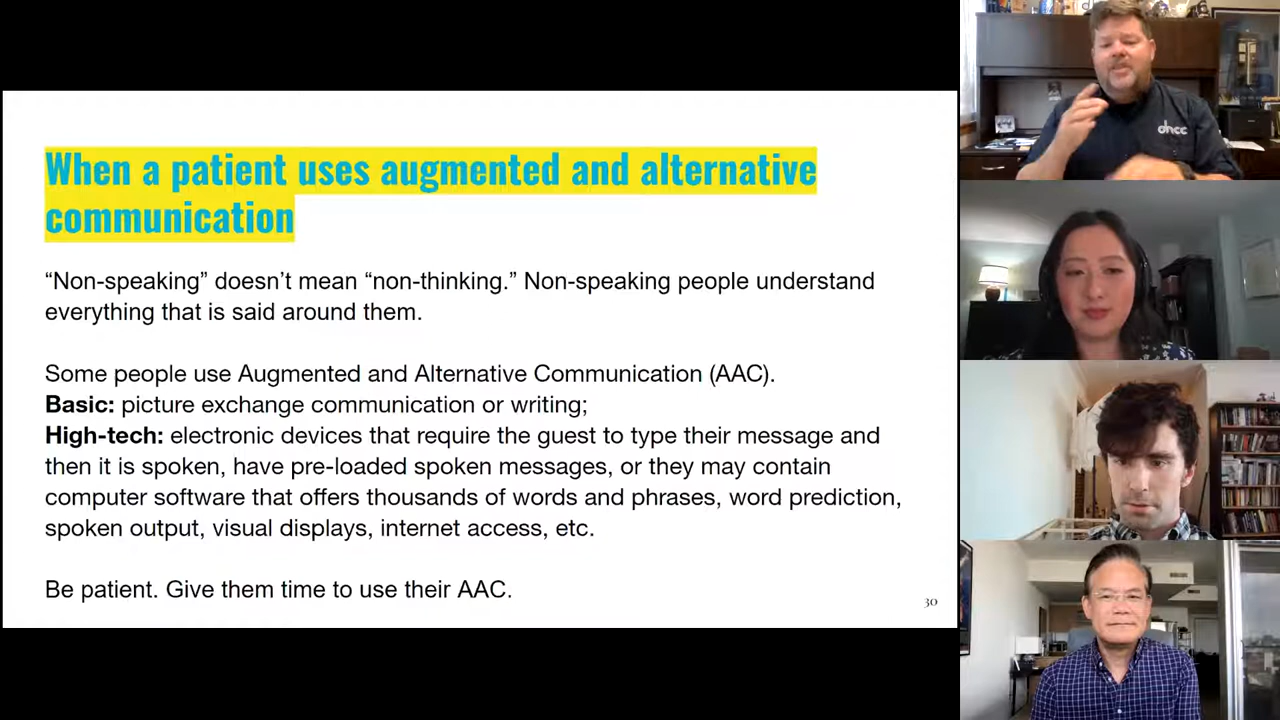 When a patient uses augmented and alternative
communication
“Non-speaking” doesn’t mean “non-thinking.” Non-speaking people understand
everything that is said around them.
Some people use Augmented and Alternative Communication (AAC).
Basic: picture exchange communication or writing;
High-tech: electronic devices that require the guest to type their message and
then it is spoken, have pre-loaded spoken messages, or they may contain
computer software that offers thousands of words and phrases, word prediction,
spoken output, visual displays, internet access, etc.
Be patient. Give them time to use their AAC.
30
dhcc